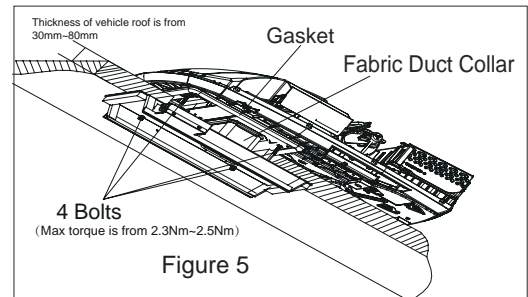 Thickness of vehicle roof is from
30mm~80mm
Gasket
Fabric Duct Collar
4 Bolts
（Max torque is from 2.3Nm~2.5Nm）
Figure 5